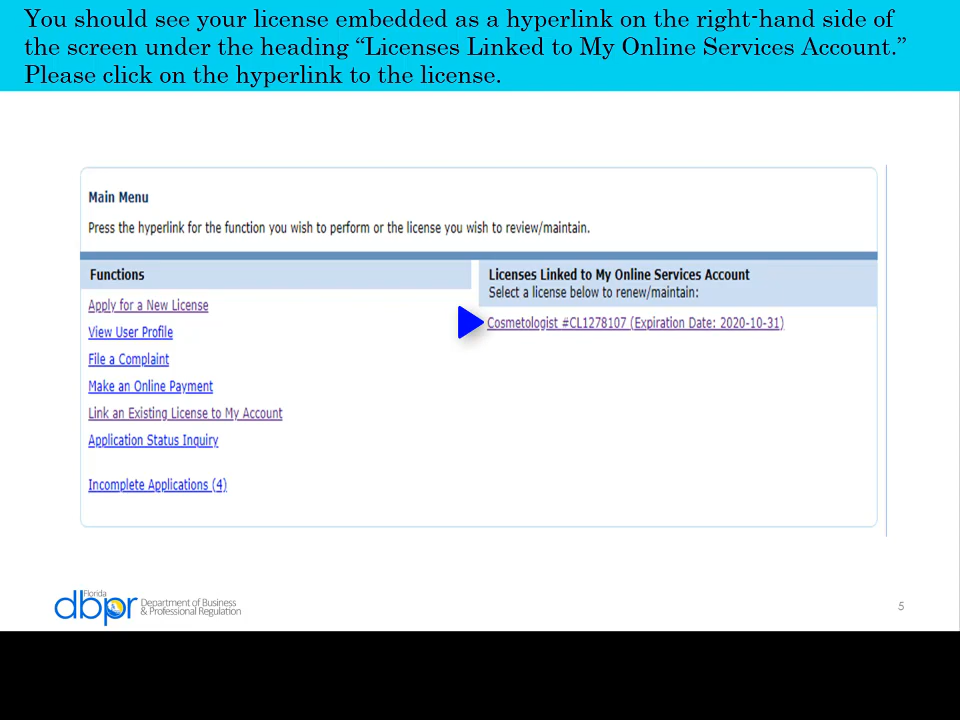 You should see your license embedded as a hyperlink on the right-hand side of
the screen under the heading “Licenses Linked to My Online Services Account.”
Please click on the hyperlink to the license.
Main Menu
Press the hyperlink for the function you wish to perform or the license you wish to review/maintain.
Functions
Apply for a New License
View User Profile
File a Complaint
Make an Online Payment
Link an Existing License to My Account
Application Status Inquiry
Incomplete Applications (4)
Licenses Linked to My Online Services Account
Select a license below to renew/maintain:
Cosmetologist #CL1278107 (Expiration Date: 2020-10-31)
Florida
dbpr
Department of Business
& Professional Regulation
5